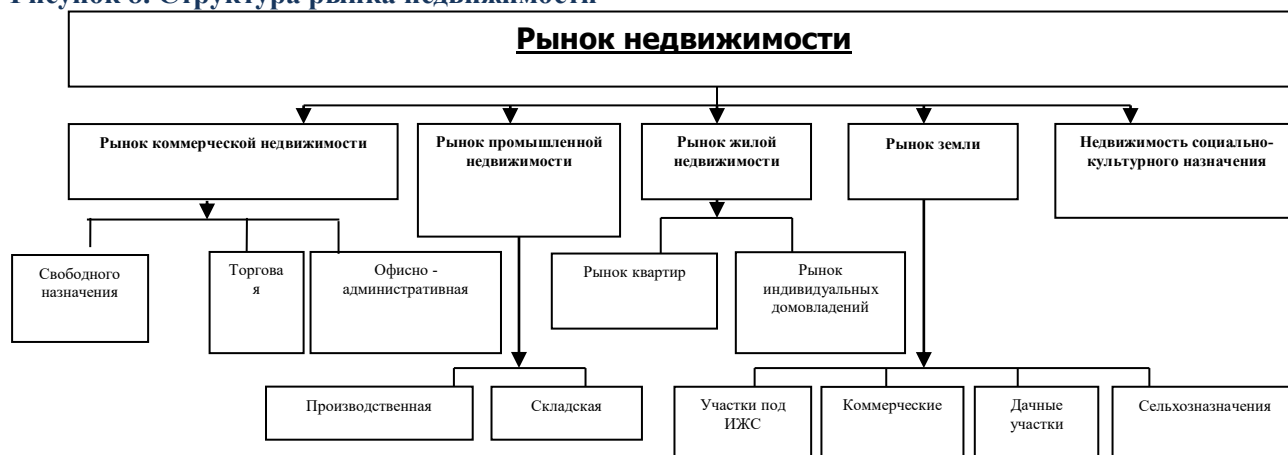 Рисунок 8. Структура рынка недвижимости
Рынок недвижимости
Рынок коммерческой недвижимости
Рынок промышленной
недвижимости
Рынок жилой
недвижимости
Рынок земли
Недвижимость социально-
культурного назначения
Свободного
назначения
Торгова
я
Офисно -
административная
Рынок квартир
Рынок
индивидуальных
домовладений
Производственная
Складская
Участки под
ИЖС
Коммерческие
Дачные
участки
Сельхозназначения